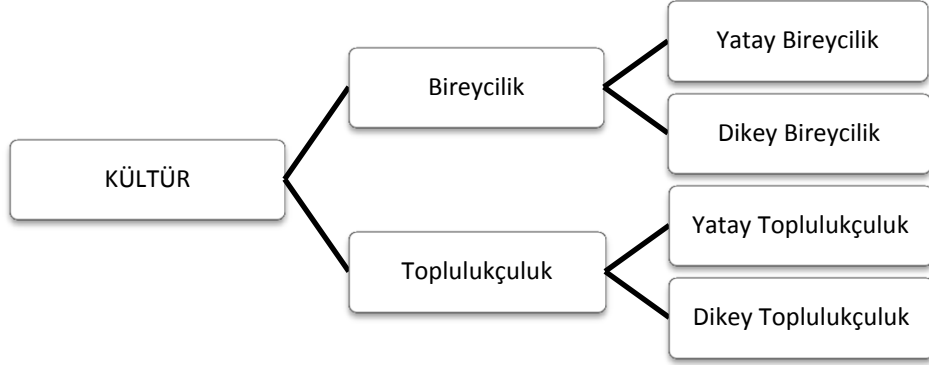 Yatay Bireycilik
Bireycilik
Dikey Bireycilik
KÜLTÜR
Yatay Toplulukçuluk
Toplulukçuluk
Dikey Toplulukçuluk